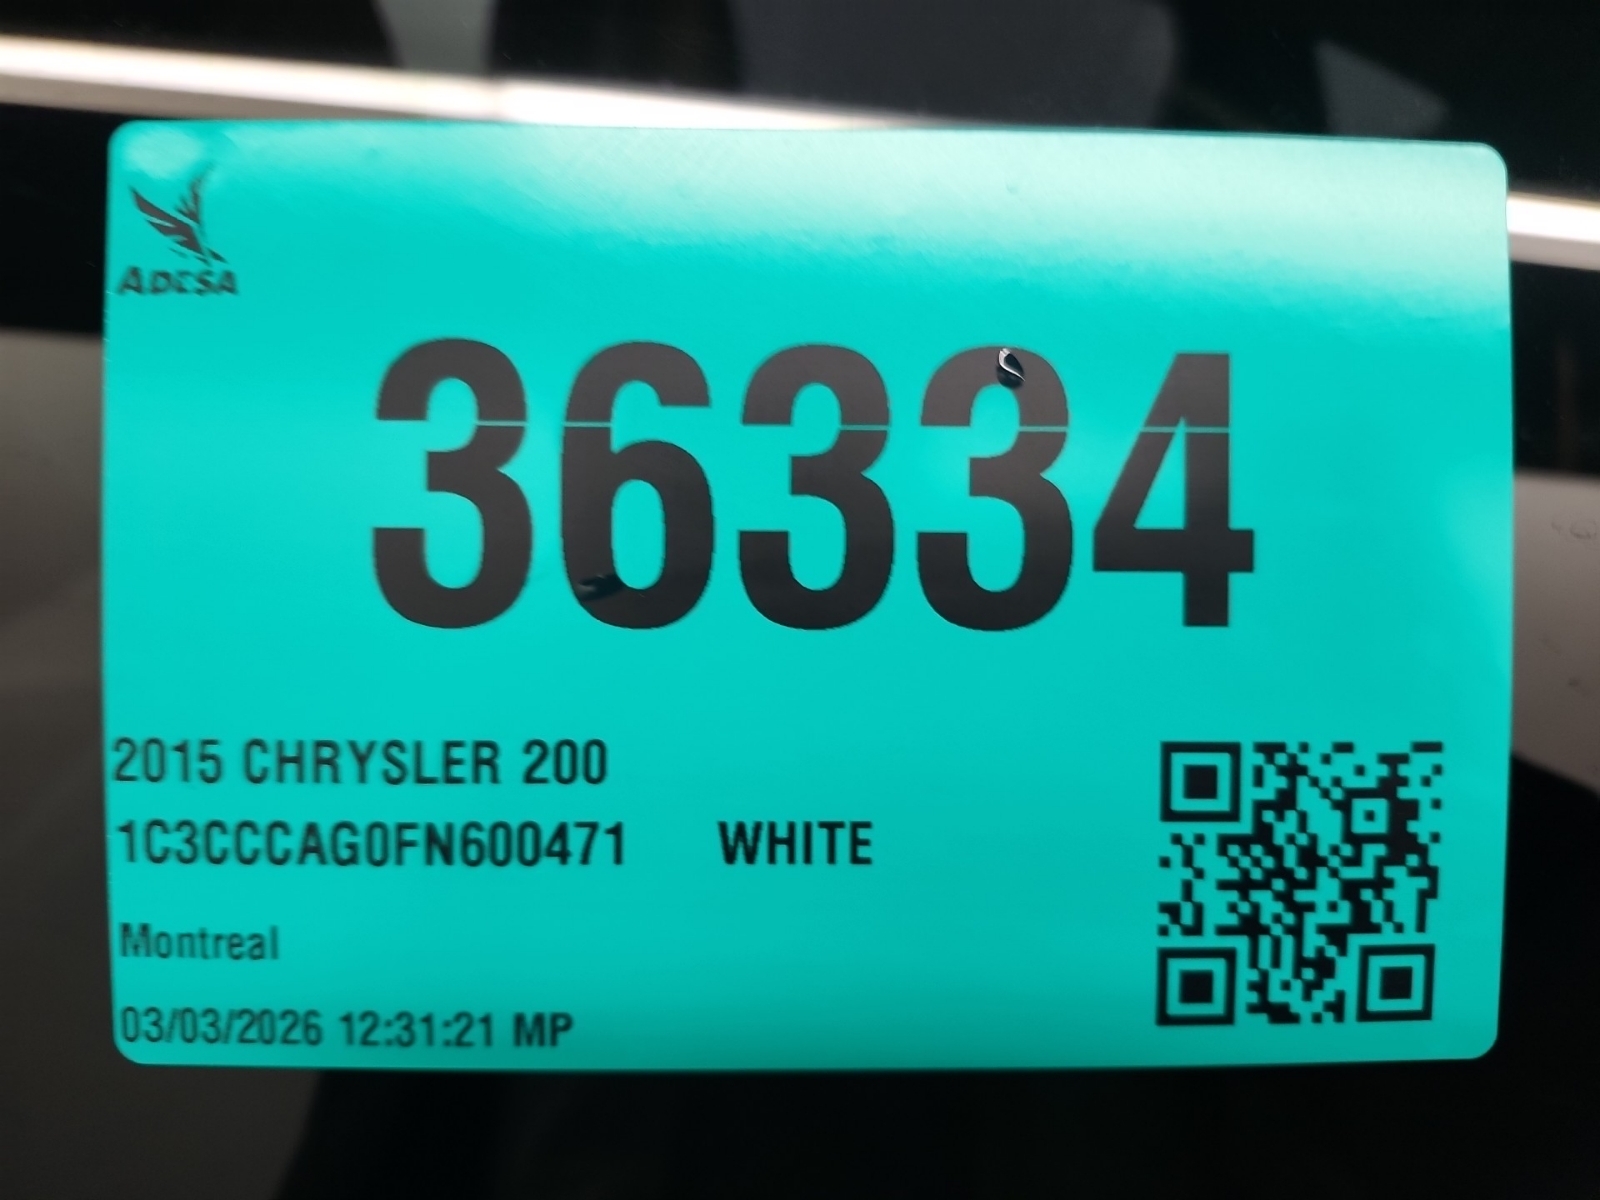 ADESA
36334
2015 CHRYSLER 200
1C3CCCAG0FN600471 WHITE
Montreal
03/03/2026 12:31:21 MP